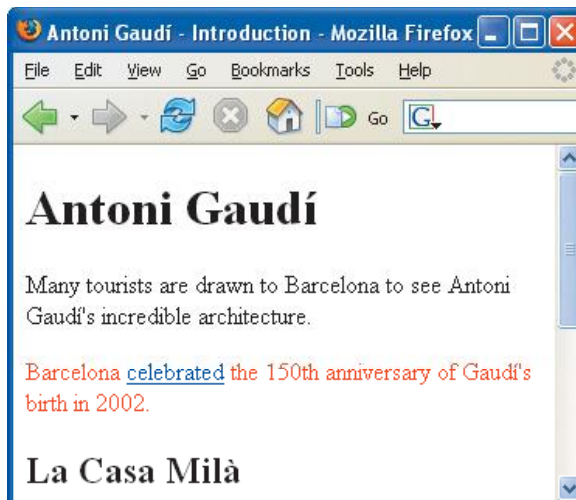 Antoni Gaudí - Introduction - Mozilla Firefox
File Edit View Go Bookmarks Tools Help
Go G
Antoni Gaudí
Many tourists are drawn to Barcelona to see Antoni
Gaudí's incredible architecture.
Barcelona celebrated the 150th anniversary of Gaudí's
birth in 2002.
La Casa Milà